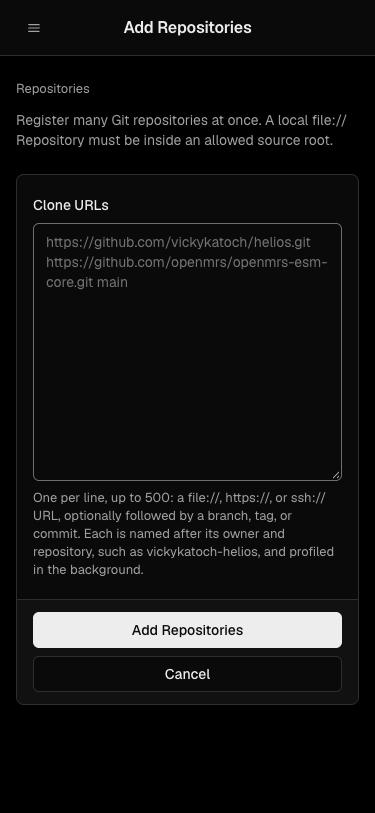 Add Repositories
Repositories
Register many Git repositories at once. A local file://
Repository must be inside an allowed source root.
Clone URLs
https://github.com/vickykatoch/helios.git
https://github.com/openmrs/openmrs-esm-
core.git main
One per line, up to 500: a file://, https://, or ssh://
URL, optionally followed by a branch, tag, or
commit. Each is named after its owner and
repository, such as vickykatoch-helios, and profiled
in the background.
Add Repositories
Cancel